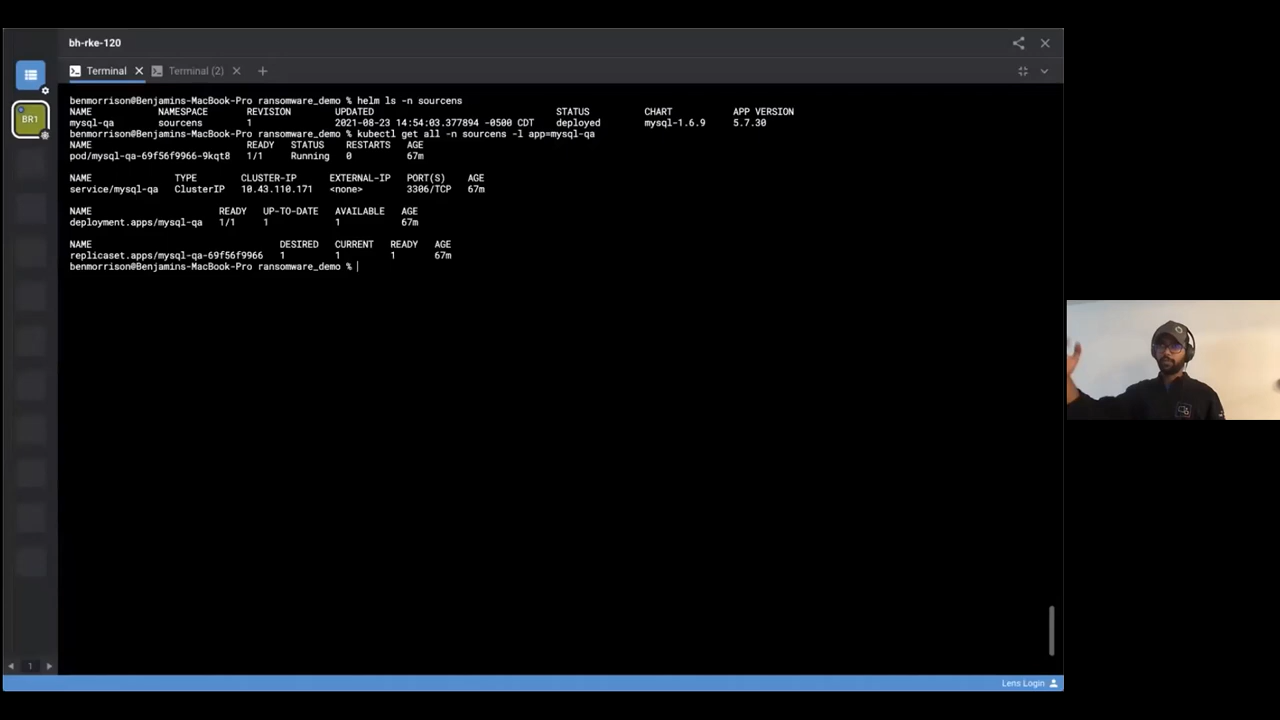 bh-rke-120
Terminal Terminal (2)
benmorrison@Benjamins-MacBook-Pro ransomware_demo % helm ls -n sourcens
NAME NAMESPACE REVISION UPDATED STATUS CHART APP VERSION
mysql-qa sourcens 1 2021-08-23 14:54:03.377894 -0500 CDT deployed mysql-1.6.9 5.7.30
benmorrison@Benjamins-MacBook-Pro ransomware_demo % kubectl get all -n sourcens -l app=mysql-qa
NAME READY STATUS RESTARTS AGE
pod/mysql-qa-69f56f9966-9kqt8 1/1 Running 0 67m
NAME TYPE CLUSTER-IP EXTERNAL-IP PORT(S) AGE
service/mysql-qa ClusterIP 10.43.110.171 <none> 3306/TCP 67m
NAME READY UP-TO-DATE AVAILABLE AGE
deployment.apps/mysql-qa 1/1 1 1 67m
NAME DESIRED CURRENT READY AGE
replicaset.apps/mysql-qa-69f56f9966 1 1 1 67m
benmorrison@Benjamins-MacBook-Pro ransomware_demo %
BR1
1
Lens Login